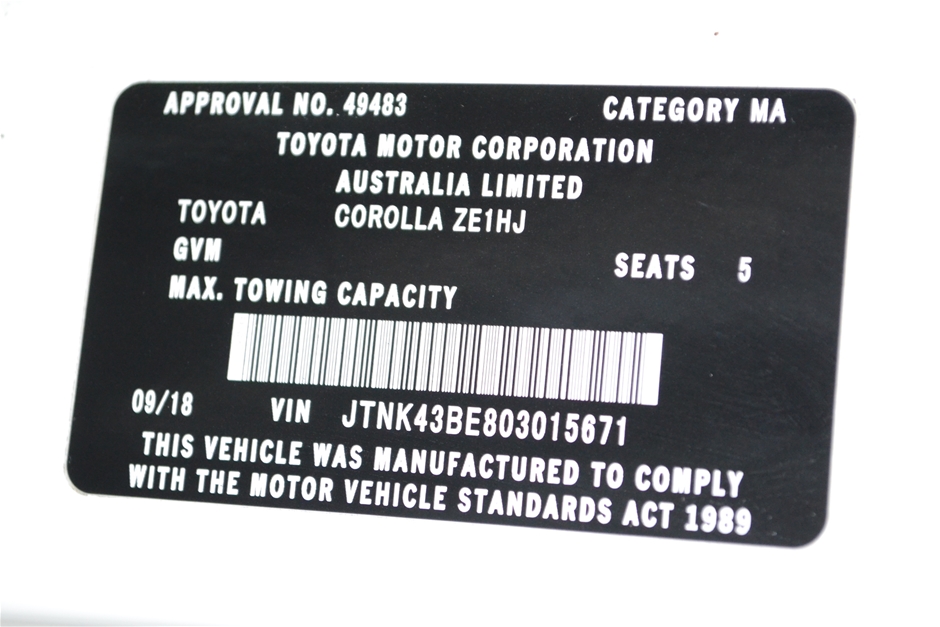 APPROVAL NO. 49483 CATEGORY MA
TOYOTA MOTOR CORPORATION
AUSTRALIA LIMITED
TOYOTA COROLLA ZE1HJ
GVM
SEATS 5
MAX. TOWING CAPACITY
09/18 VIN JTNK43BE803015671
THIS VEHICLE WAS MANUFACTURED TO COMPLY
WITH THE MOTOR VEHICLE STANDARDS ACT 1989